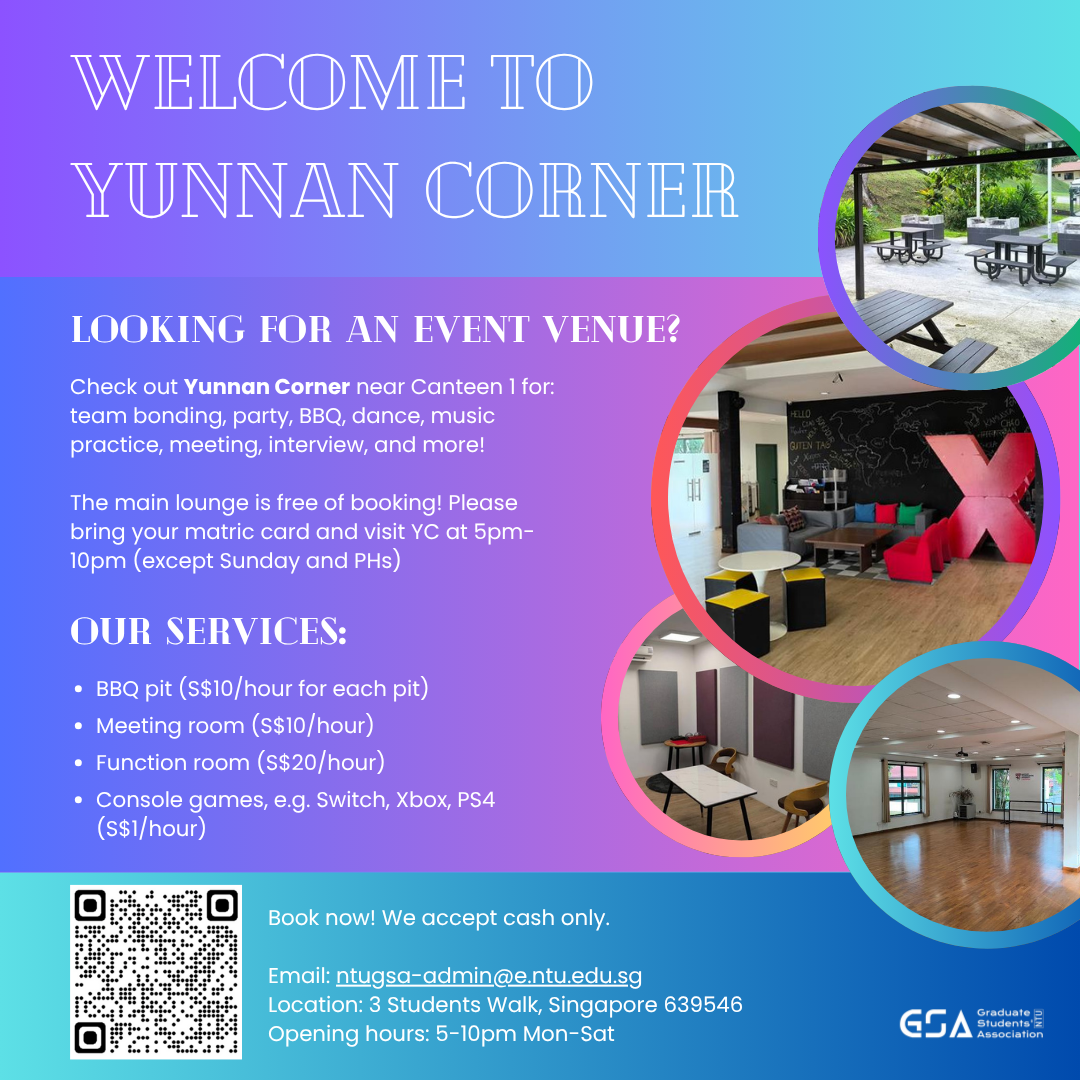 WELCOME TO
YUNNAN CORNER
LOOKING FOR AN EVENT VENUE?
Check out Yunnan Corner near Canteen 1 for:
team bonding, party, BBQ, dance, music
practice, meeting, interview, and more!
The main lounge is free of booking! Please
bring your matric card and visit YC at 5pm-
10pm (except Sunday and PHs)
HELLO
GUTEN TAG
X
OUR SERVICES:
• BBQ pit (S$10/hour for each pit)
• Meeting room (S$10/hour)
• Function room (S$20/hour)
• Console games, e.g. Switch, Xbox, PS4
(S$1/hour)
Book now! We accept cash only.
Email: ntugsa-admin@e.ntu.edu.sg
Location: 3 Students Walk, Singapore 639546
Opening hours: 5-10pm Mon-Sat
GSA
Graduate
Students'
Association
NTU